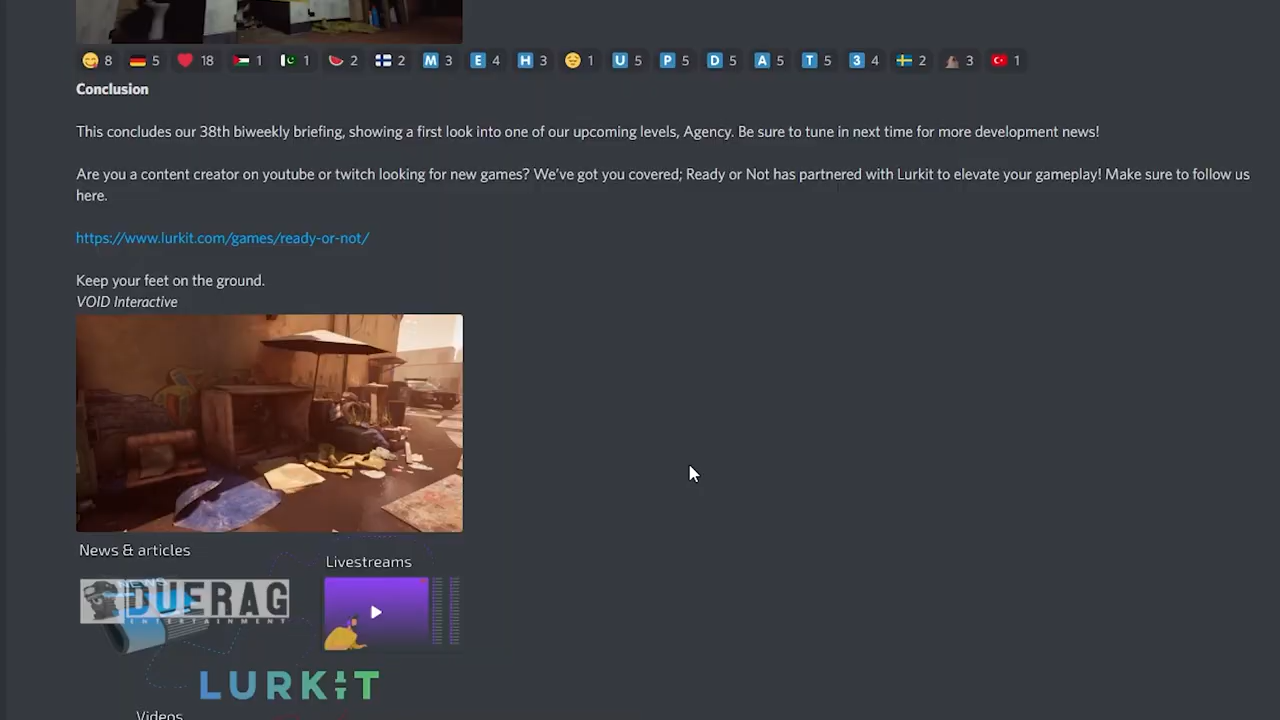 8 5 18 1 1 2 2 M 3 E 4 H 3 1 U 5 P 5 D 5 A 5 T 5 3 4 2 3 1
Conclusion
This concludes our 38th biweekly briefing, showing a first look into one of our upcoming levels, Agency. Be sure to tune in next time for more development news!
Are you a content creator on youtube or twitch looking for new games? We've got you covered; Ready or Not has partnered with Lurkit to elevate your gameplay! Make sure to follow us
here.
https://www.lurkit.com/games/ready-or-not/
Keep your feet on the ground.
VOID Interactive
News & articles
Livestreams
NEWS
DUERAG
ENTERTAINMENT
LURKIT
Videos